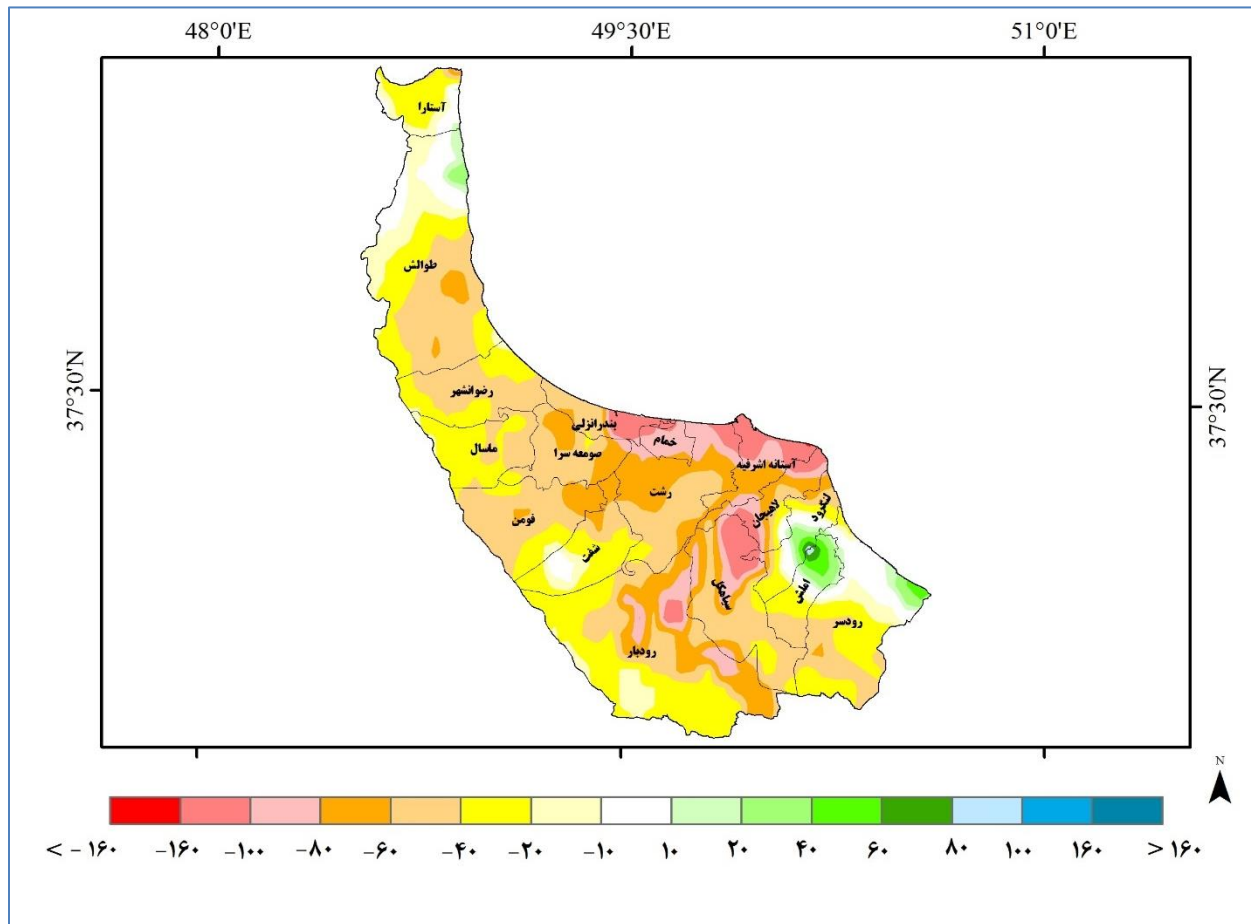 48°0'E 49°30'E 51°0'E
آستارا
طوالش
37°30'N
37°30'N
رضوانشهر
بندرانزلی
خمام
ماسال
صومعه سرا
آستانه اشرفیه
رشت
لاهیجان
لنگرود
فومن
شفت
املش
سیاهکل
رودسر
رودبار
N
< -۱۶۰ -۱۶۰ -۱۰۰ -۸۰ -۶۰ -۴۰ -۲۰ -۱۰ ۱۰ ۲۰ ۴۰ ۶۰ ۸۰ ۱۰۰ ۱۶۰ > ۱۶۰